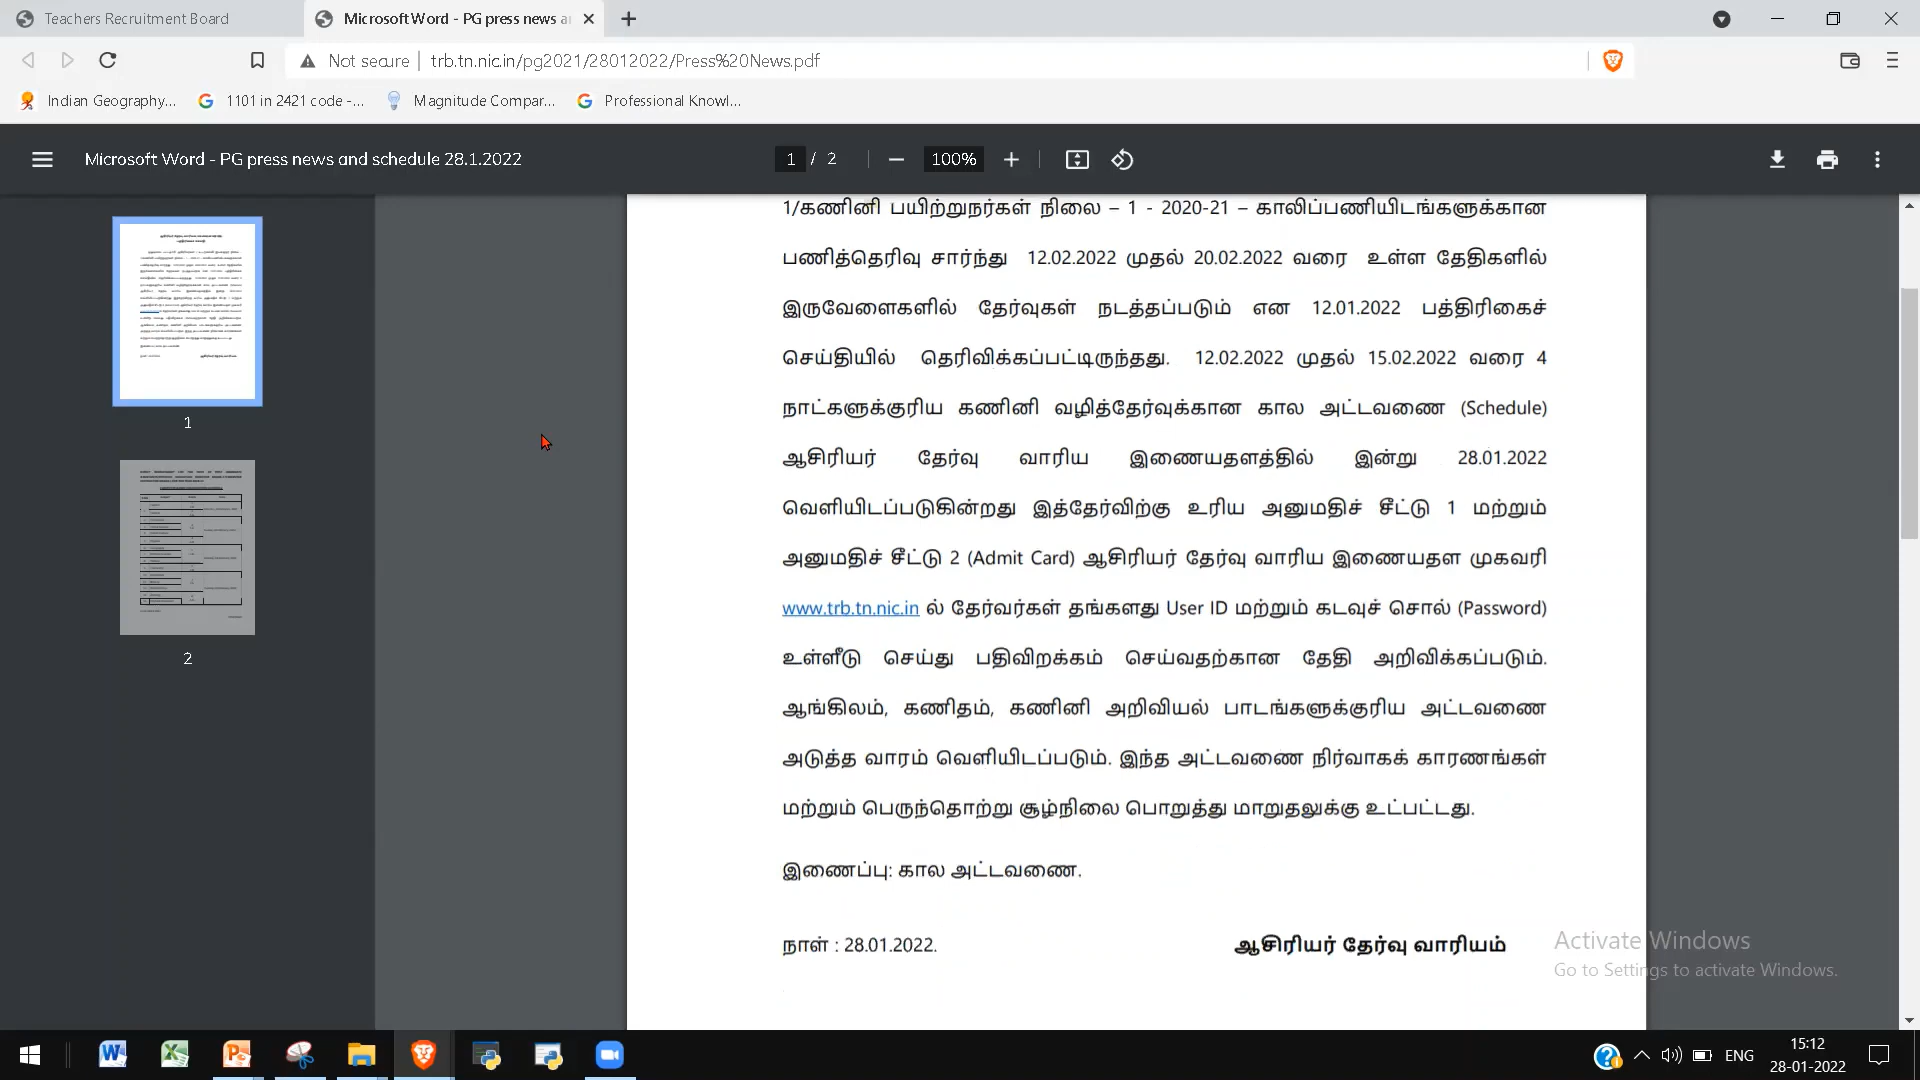 Teachers Recruitment Board
Microsoft Word - PG press news a
Not secure
trb.tn.nic.in/pg2021/28012022/Press%20News.pdf
Indian Geography...
1101 in 2421 code -...
Magnitude Compar...
Professional Knowl...
Microsoft Word - PG press news and schedule 28.1.2022
1 / 2
100%
1/கணினி பயிற்றுநர்கள் நிலை – 1 - 2020-21 – காலிப்பணியிடங்களுக்கான
பணித்தெரிவு சார்ந்து 12.02.2022 முதல் 20.02.2022 வரை உள்ள தேதிகளில்
இருவேளைகளில் தேர்வுகள் நடத்தப்படும் என 12.01.2022 பத்திரிகைச்
செய்தியில் தெரிவிக்கப்பட்டிருந்தது. 12.02.2022 முதல் 15.02.2022 வரை 4
நாட்களுக்குரிய கணினி வழித்தேர்வுக்கான கால அட்டவணை (Schedule)
ஆசிரியர் தேர்வு வாரிய இணையதளத்தில் இன்று 28.01.2022
வெளியிடப்படுகின்றது இத்தேர்விற்கு உரிய அனுமதிச் சீட்டு 1 மற்றும்
அனுமதிச் சீட்டு 2 (Admit Card) ஆசிரியர் தேர்வு வாரிய இணையதள முகவரி
www.trb.tn.nic.in ல் தேர்வர்கள் தங்களது User ID மற்றும் கடவுச் சொல் (Password)
உள்ளீடு செய்து பதிவிறக்கம் செய்வதற்கான தேதி அறிவிக்கப்படும்.
ஆங்கிலம், கணிதம், கணினி அறிவியல் பாடங்களுக்குரிய அட்டவணை
அடுத்த வாரம் வெளியிடப்படும். இந்த அட்டவணை நிர்வாகக் காரணங்கள்
மற்றும் பெருந்தொற்று சூழ்நிலை பொறுத்து மாறுதலுக்கு உட்பட்டது.
இணைப்பு: கால அட்டவணை.
நாள் : 28.01.2022.
ஆசிரியர் தேர்வு வாரியம்
1
2
Activate Windows
Go to Settings to activate Windows.
ENG
15:12
28-01-2022